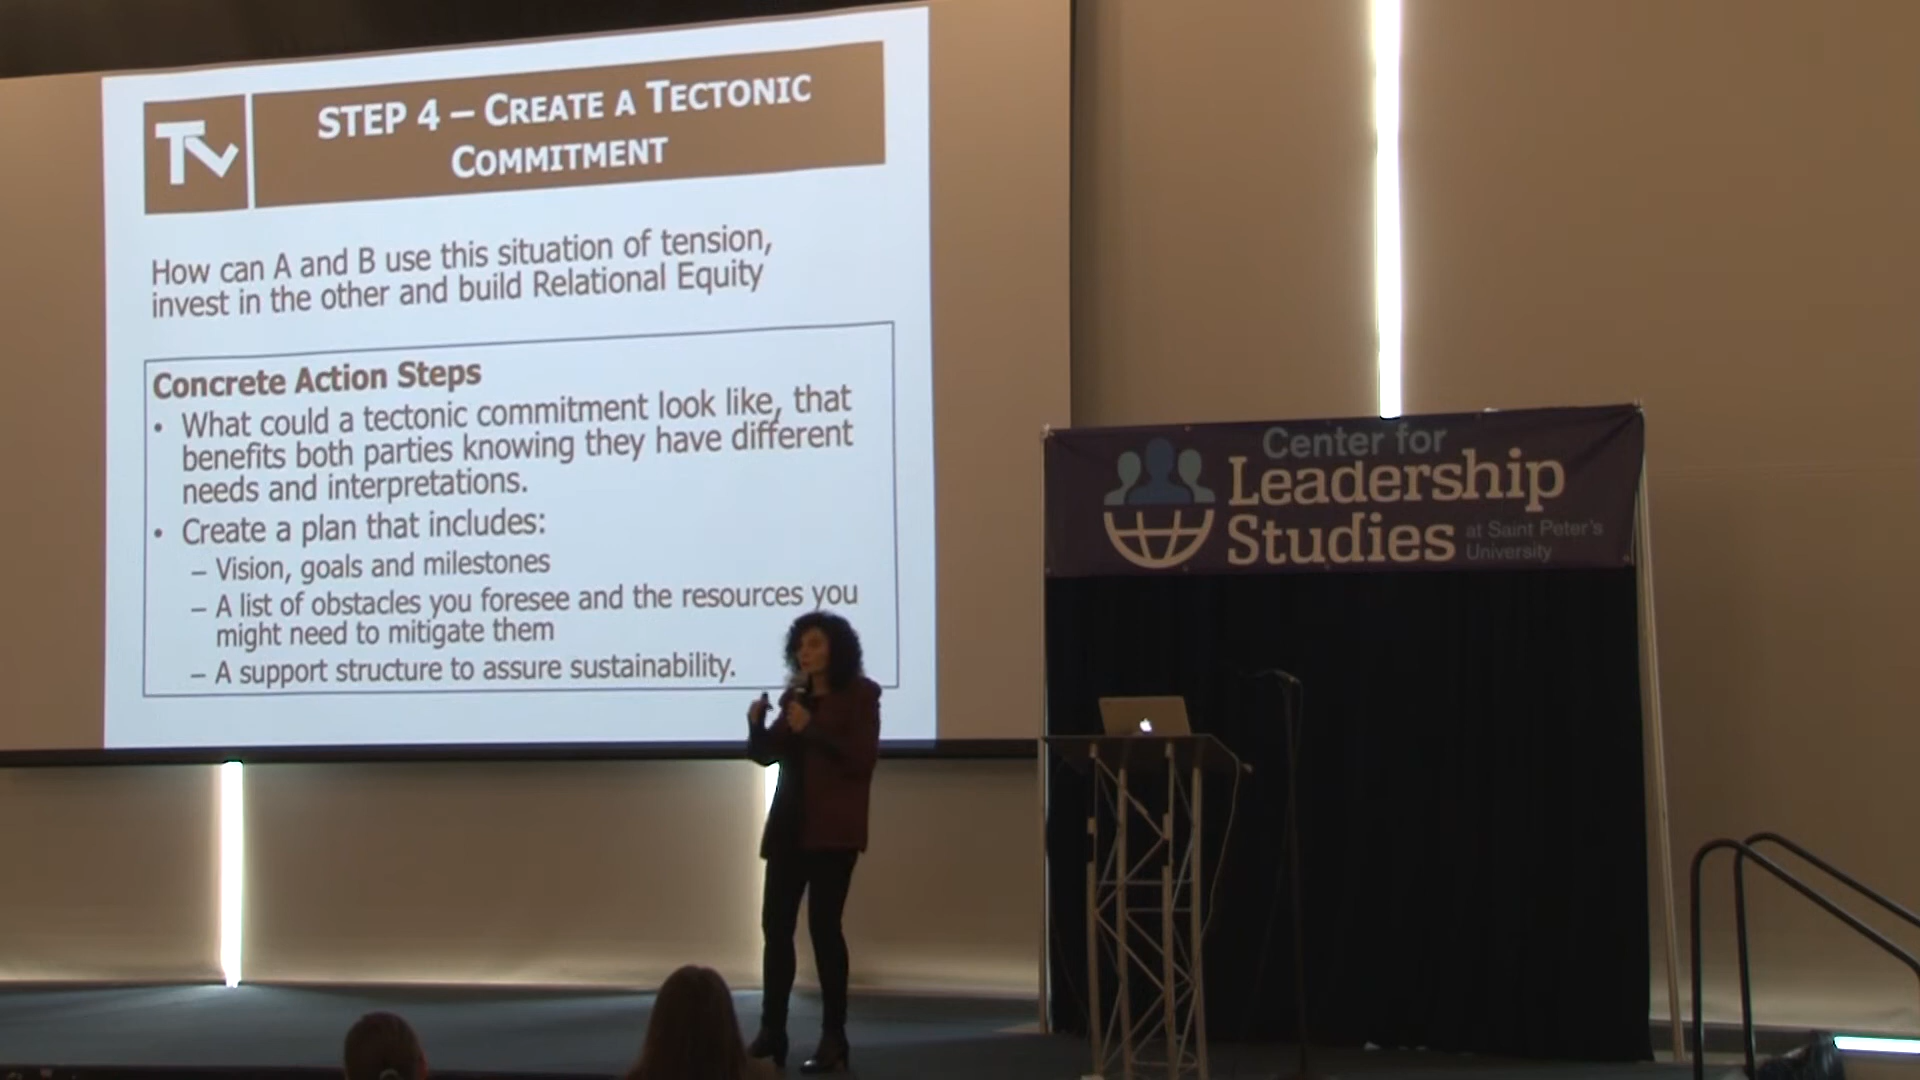 TV
STEP 4 – CREATE A TECTONIC
COMMITMENT
How can A and B use this situation of tension,
invest in the other and build Relational Equity
Concrete Action Steps
• What could a tectonic commitment look like, that
benefits both parties knowing they have different
needs and interpretations.
• Create a plan that includes:
– Vision, goals and milestones
– A list of obstacles you foresee and the resources you
might need to mitigate them
– A support structure to assure sustainability.
Center for
Leadership
Studies
at Saint Peter's
University